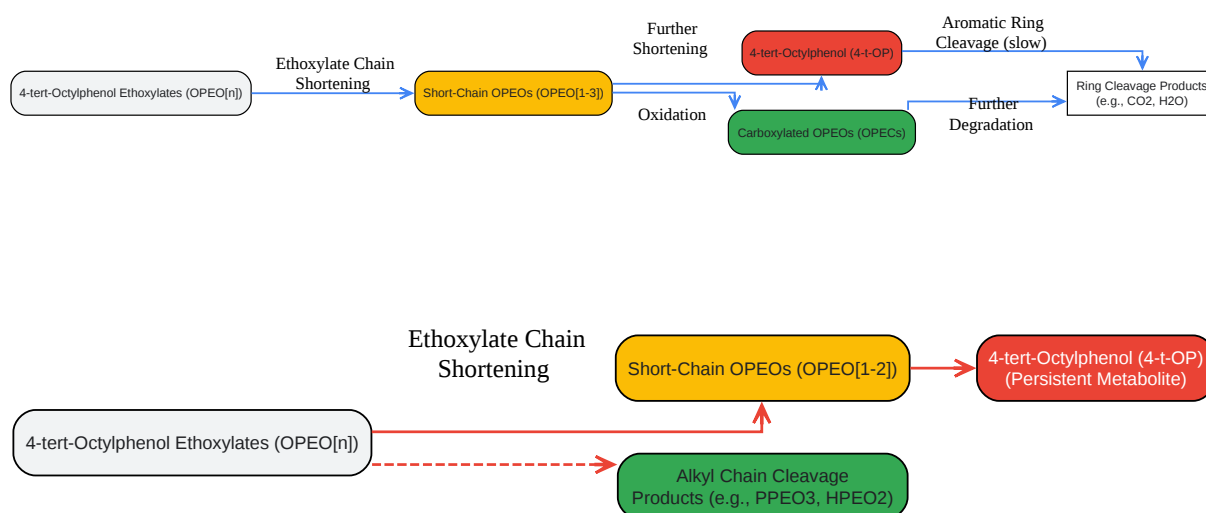 4-tert-Octylphenol Ethoxylates (OPEO[n])
Ethoxylate Chain
Shortening
Short-Chain OPEOs (OPEO[1-3])
Further
Shortening
Oxidation
4-tert-Octylphenol (4-t-OP)
Carboxylated OPEOs (OPECs)
Aromatic Ring
Cleavage (slow)
Further
Degradation
Ring Cleavage Products
(e.g., CO2, H2O)
Ethoxylate Chain
Shortening
4-tert-Octylphenol Ethoxylates (OPEO[n])
Short-Chain OPEOs (OPEO[1-2])
4-tert-Octylphenol (4-t-OP)
(Persistent Metabolite)
Alkyl Chain Cleavage
Products (e.g., PPEO3, HPEO2)